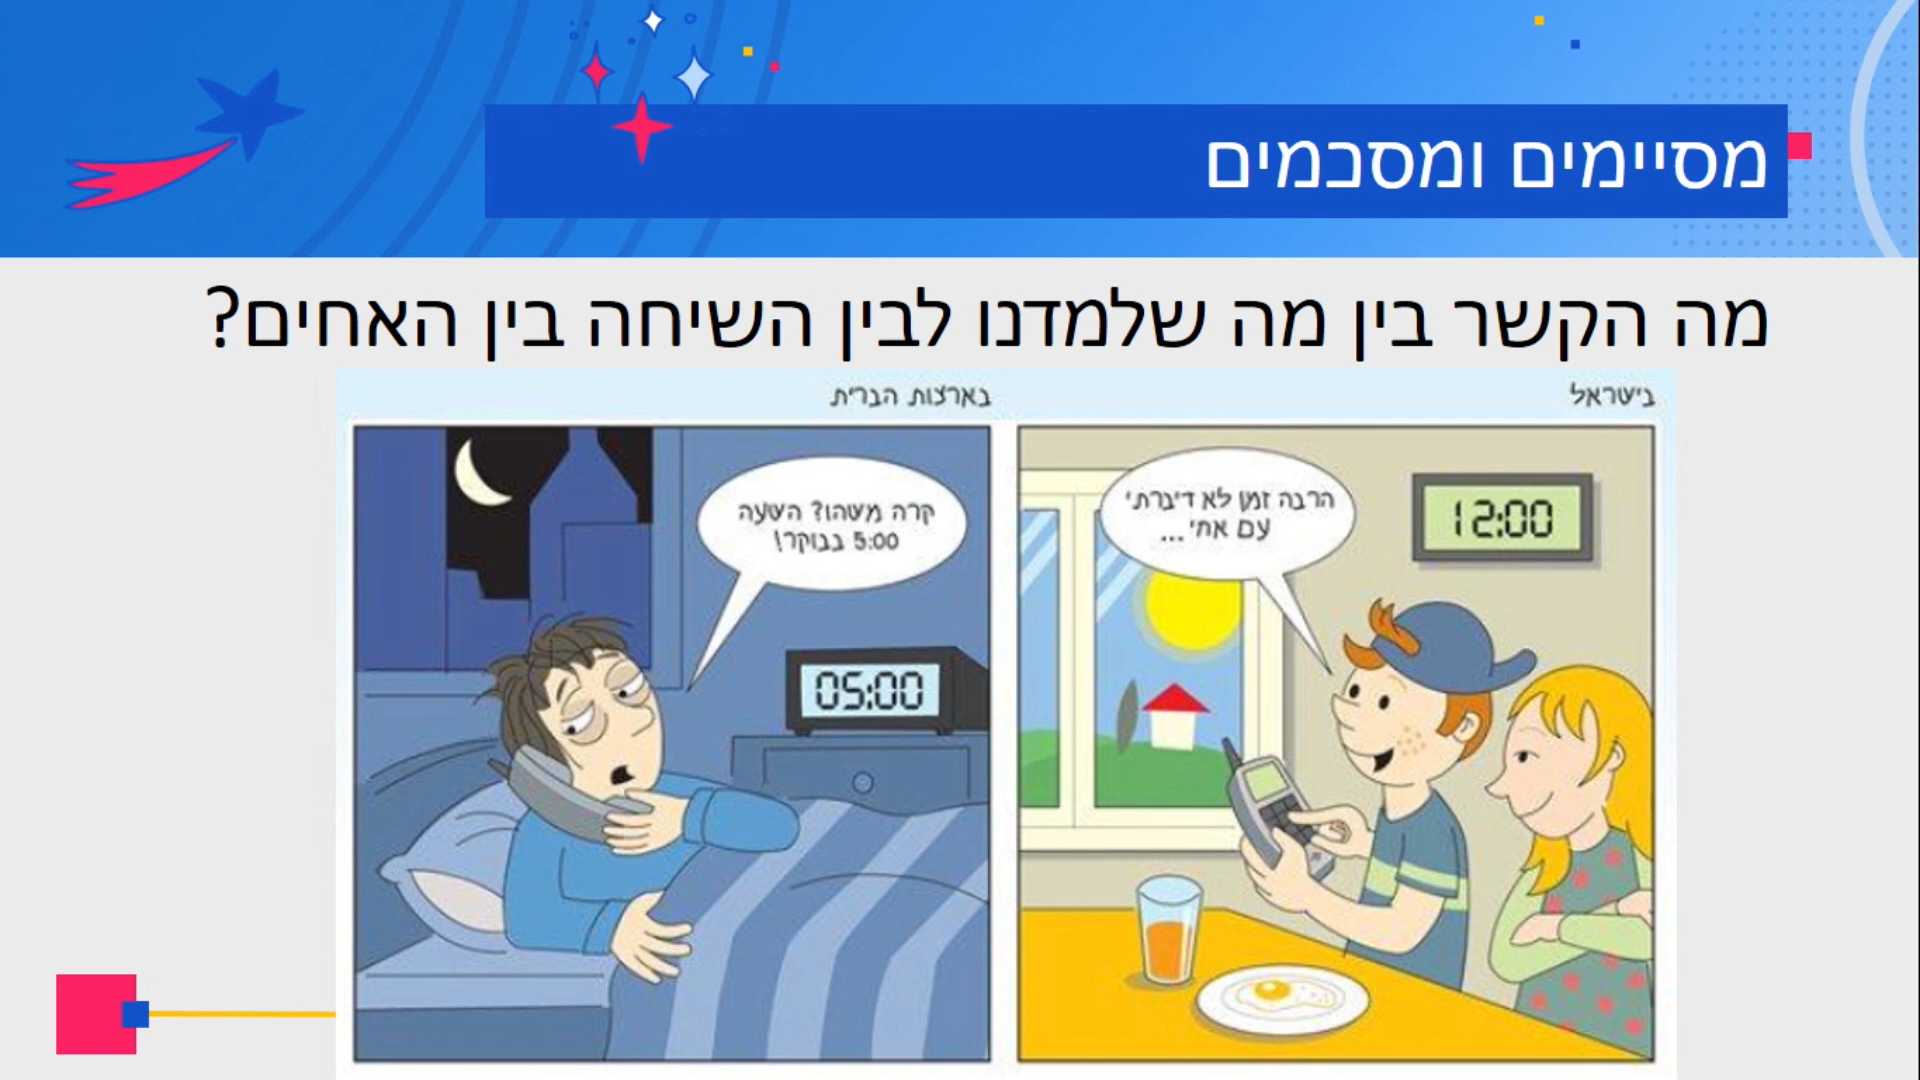 מסיימים ומסכמים
מה הקשר בין מה שלמדנו לבין השיחה בין האחים?
בישראל
הרבה זמן לא דיברתי
עם אחי...
12:00
בארצות הברית
קרה משהו? השעה
5:00 בבוקר!
05:00